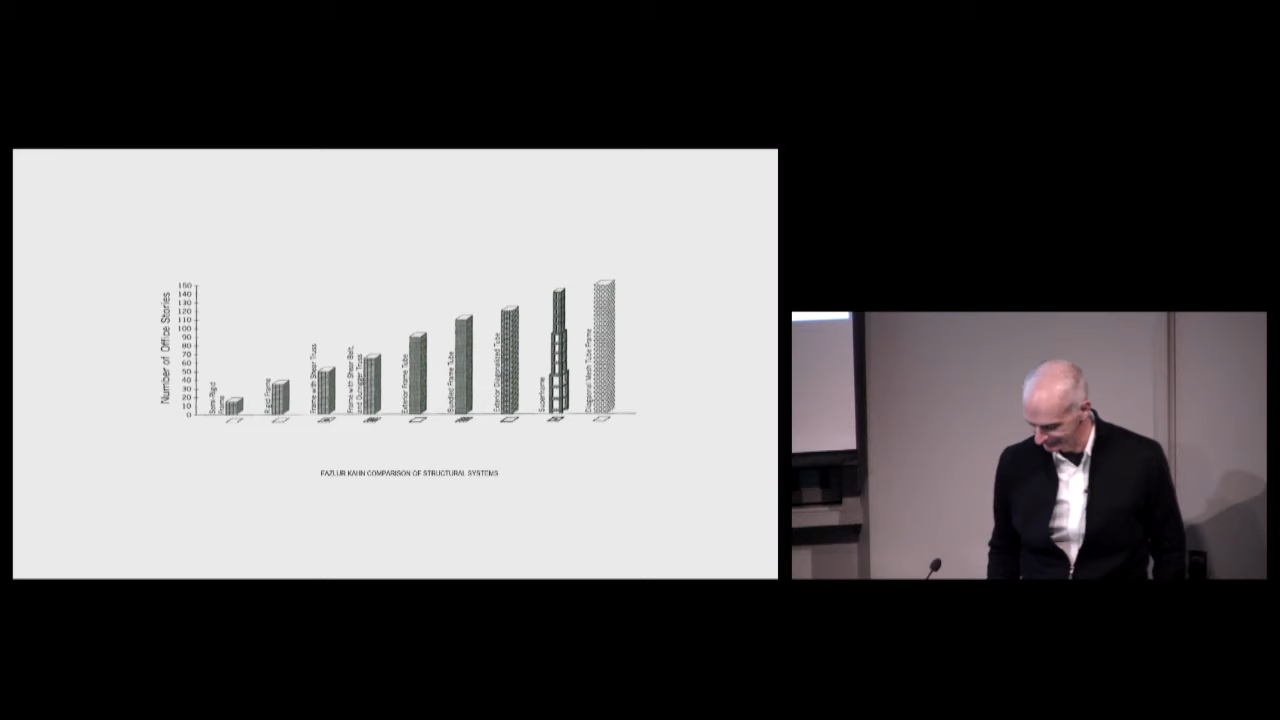 Number of Office Stories
150
140
130
120
110
100
90
80
70
60
50
40
30
20
10
0
Semi-Rigid
Frame
Rigid Frame
Frame with Shear Truss
Frame with Shear Belt,
and Outrigger Truss
Exterior Frame Tube
Bundled Frame Tube
Exterior Diagonalized Tube
Superframe
Diagonal Mesh Tube Frame
FAZLUR KAHN COMPARISON OF STRUCTURAL SYSTEMS